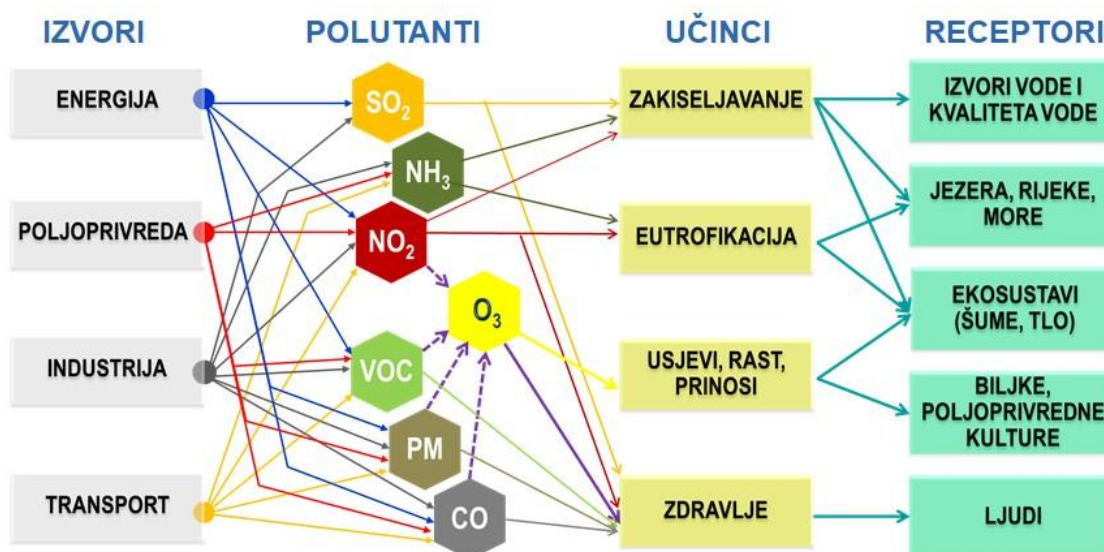 IZVORI
POLUTANTI
UČINCI
RECEPTORI
ENERGIJA
POLJOPRIVREDA
INDUSTRIJA
TRANSPORT
SO₂
NH₃
NO₂
O₃
VOC
PM
CO
ZAKISELJAVANJE
EUTROFIKACIJA
USJEVI, RAST,
PRINOSI
ZDRAVLJE
IZVORI VODE I
KVALITETA VODE
JEZERA, RIJEKE,
MORE
EKOSUSTAVI
(ŠUME, TLO)
BILJKE,
POLJOPRIVREDNE
KULTURE
LJUDI